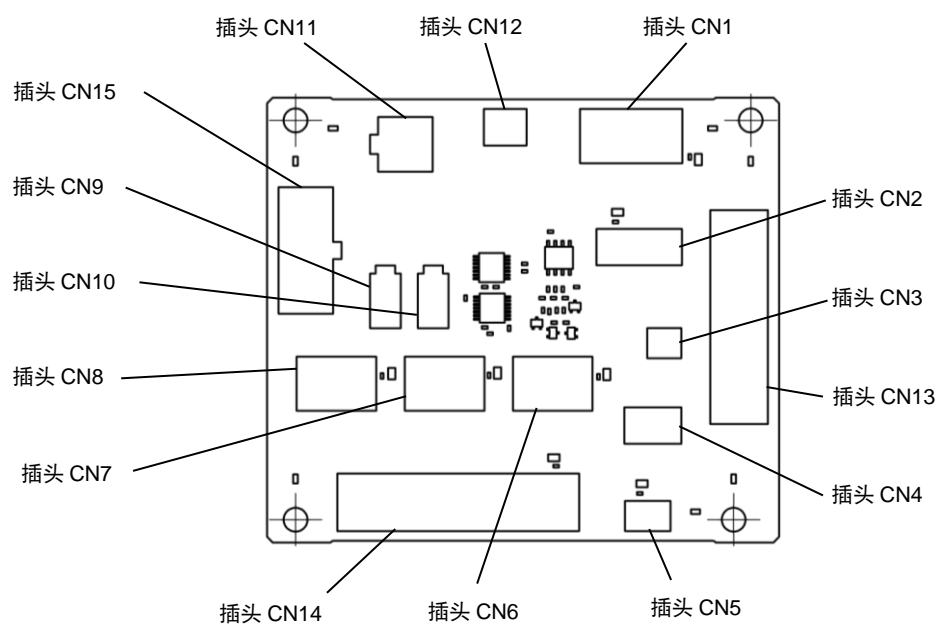 插头 CN11
插头 CN12
插头 CN1
插头 CN15
插头 CN9
插头 CN2
插头 CN10
插头 CN3
插头 CN8
插头 CN13
插头 CN7
插头 CN4
插头 CN14
插头 CN6
插头 CN5